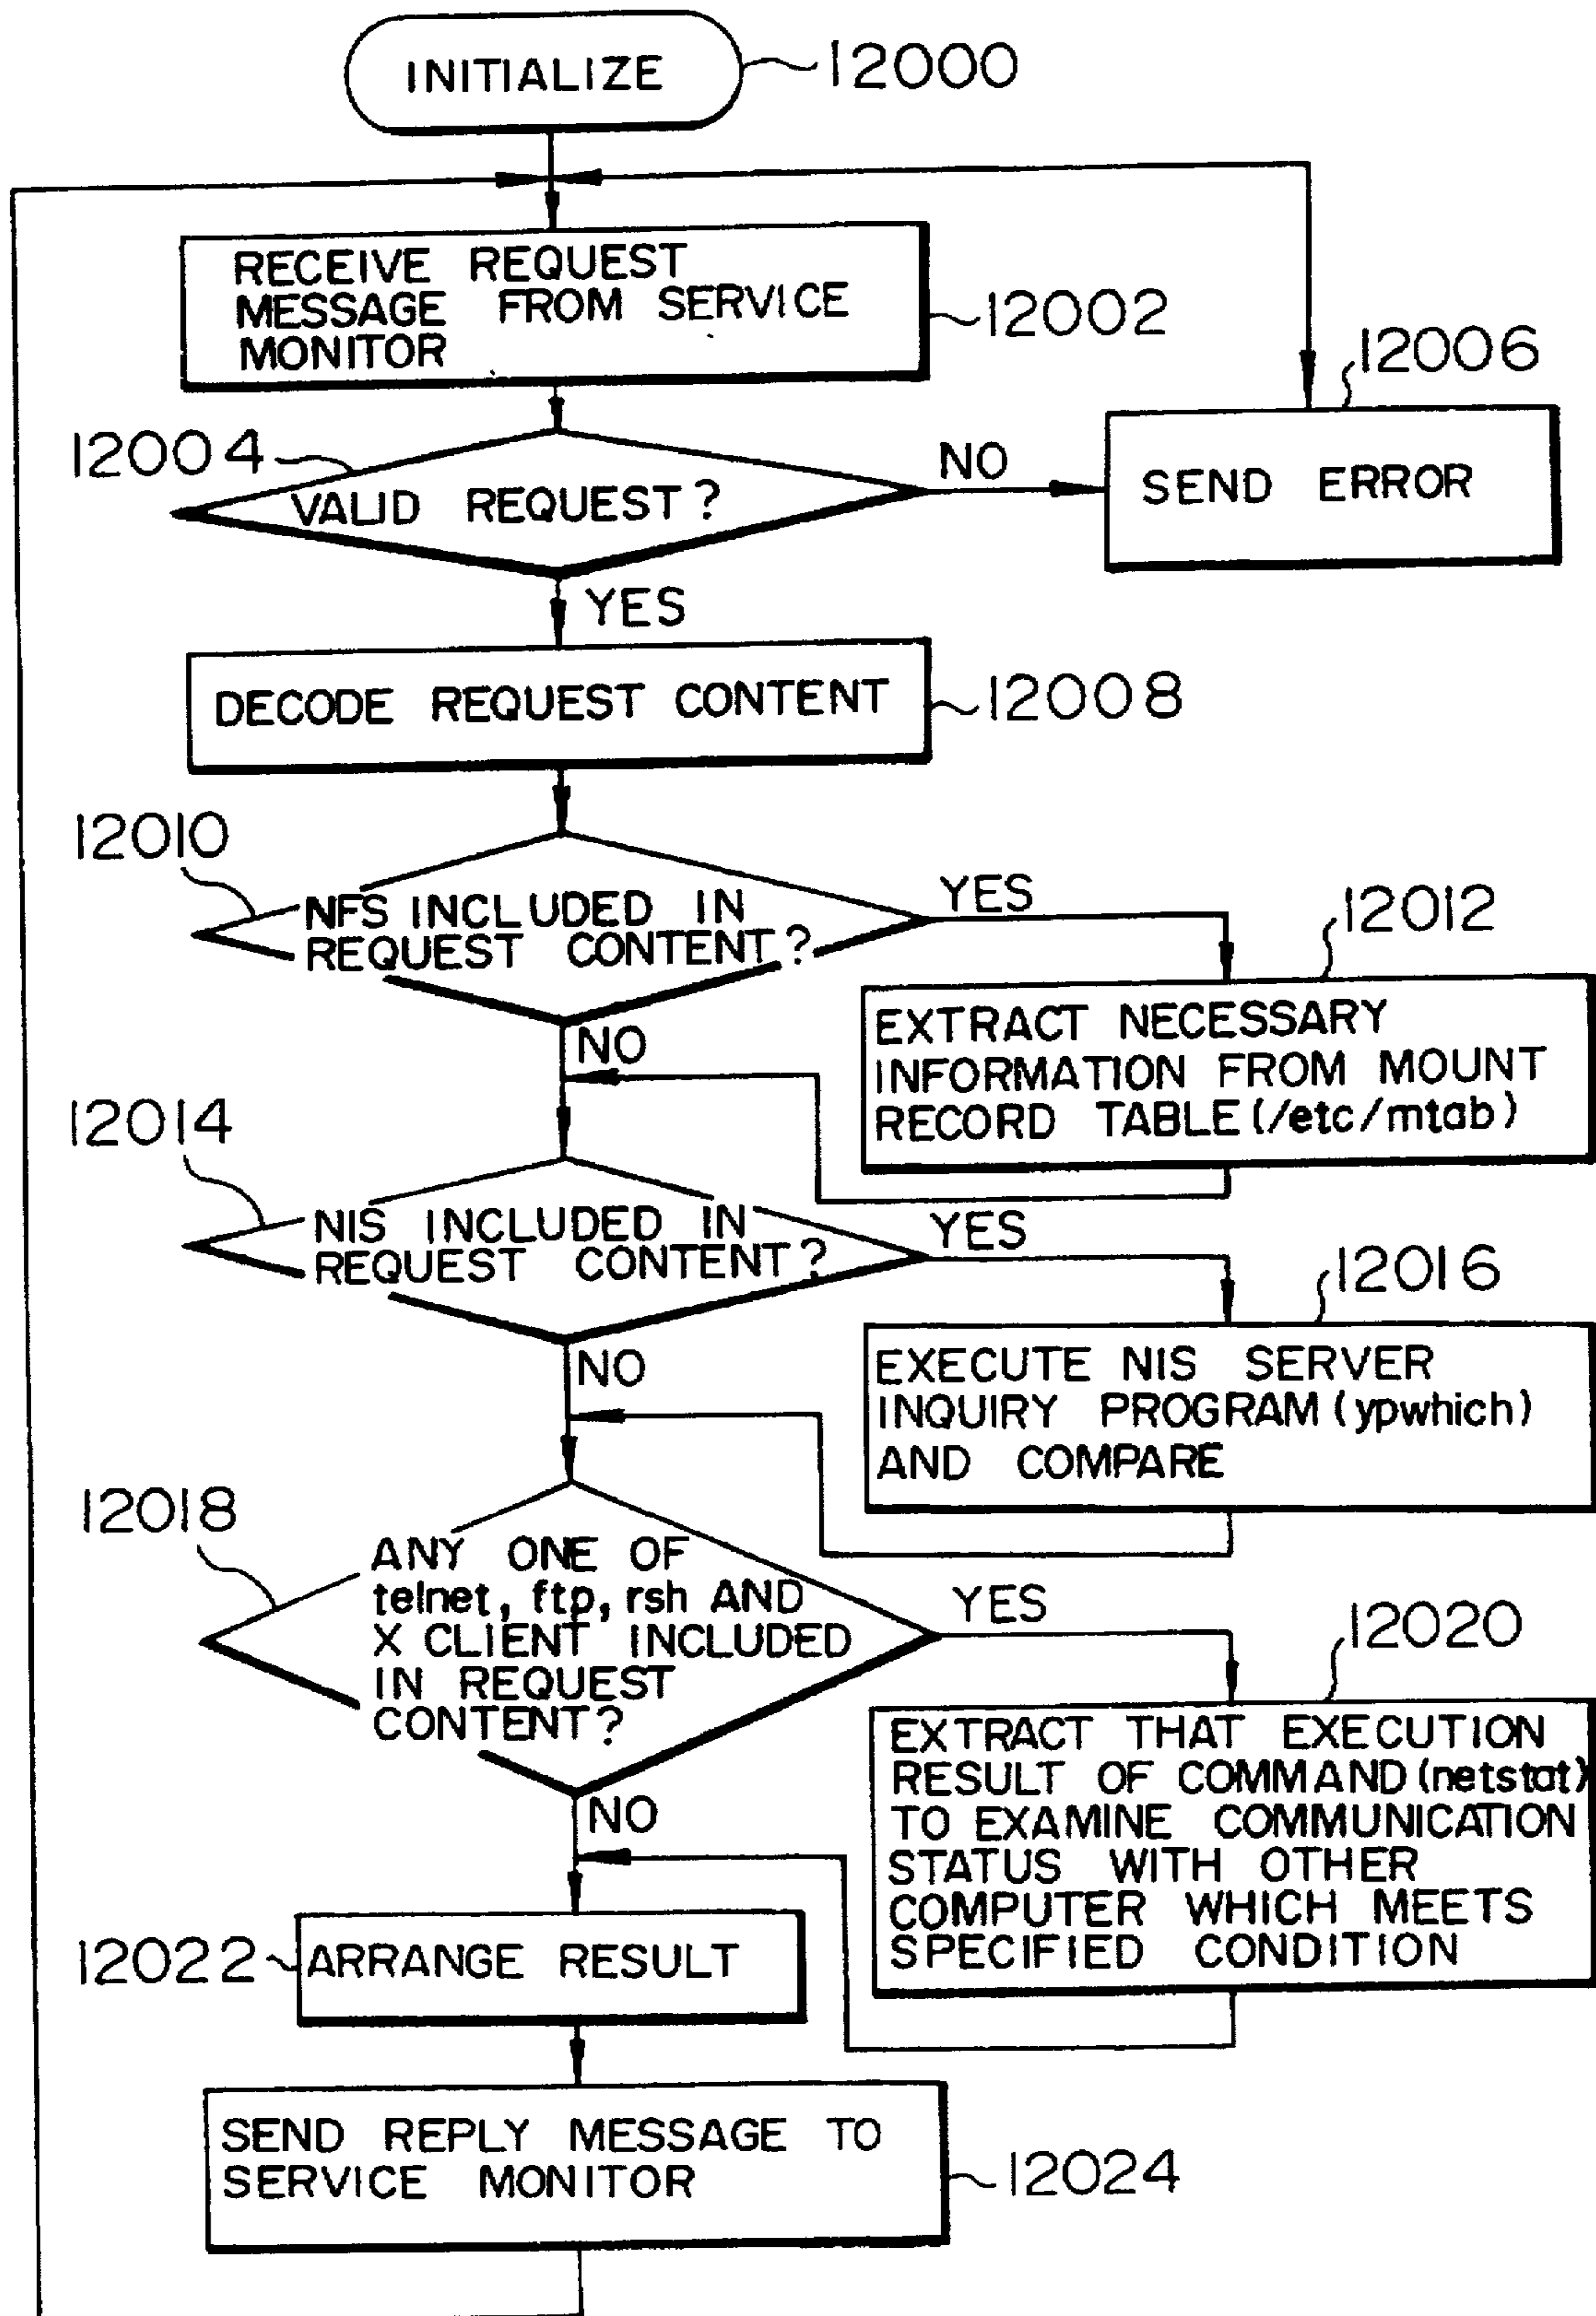 INITIALIZE
12000
RECEIVE REQUEST
MESSAGE FROM SERVICE
MONITOR
12002
12006
12004
VALID REQUEST?
NO
SEND ERROR
YES
DECODE REQUEST CONTENT
12008
12010
NFS INCLUDED IN
REQUEST CONTENT?
YES
12012
EXTRACT NECESSARY
INFORMATION FROM MOUNT
RECORD TABLE (/etc/mtab)
NO
12014
NIS INCLUDED IN
REQUEST CONTENT?
YES
12016
EXECUTE NIS SERVER
INQUIRY PROGRAM (ypwhich)
AND COMPARE
NO
12018
ANY ONE OF
telnet, ftp, rsh AND
X CLIENT INCLUDED
IN REQUEST
CONTENT?
YES
12020
EXTRACT THAT EXECUTION
RESULT OF COMMAND (netstat)
TO EXAMINE COMMUNICATION
STATUS WITH OTHER
COMPUTER WHICH MEETS
SPECIFIED CONDITION
NO
12022
ARRANGE RESULT
SEND REPLY MESSAGE TO
SERVICE MONITOR
12024